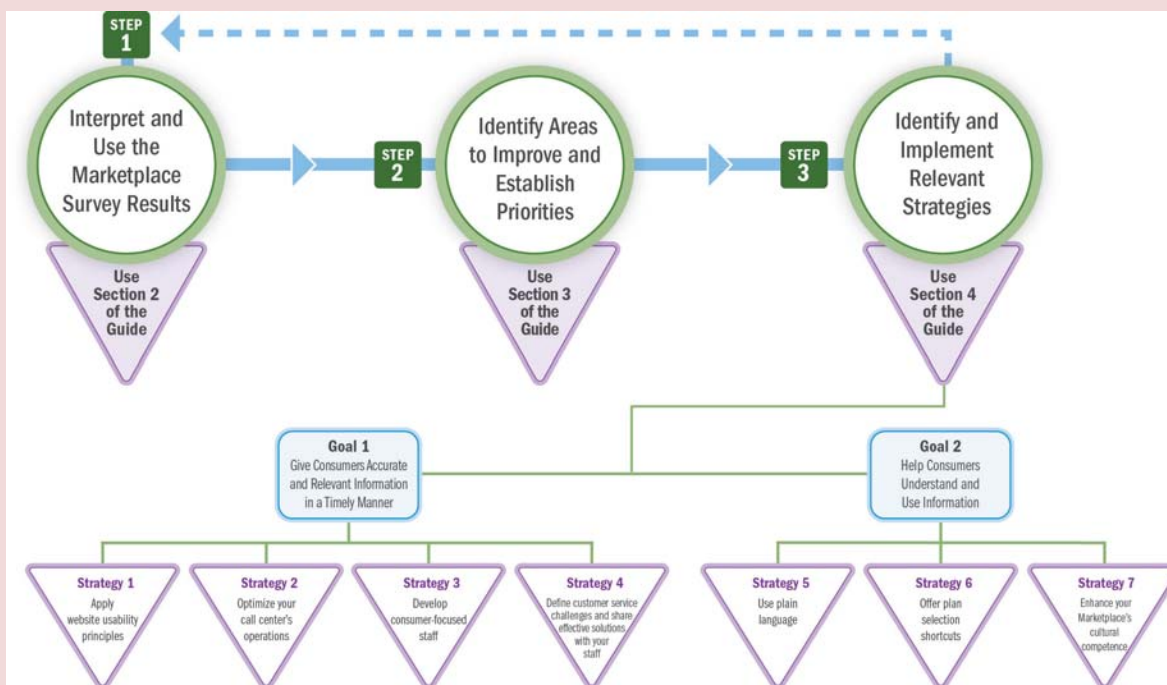 STEP
1
Interpret and
Use the
Marketplace
Survey Results
STEP
2
Identify Areas
to Improve and
Establish
Priorities
STEP
3
Identify and
Implement
Relevant
Strategies
Use
Section 2
of the
Guide
Use
Section 3
of the
Guide
Use
Section 4
of the
Guide
Goal 1
Give Consumers Accurate
and Relevant Information
in a Timely Manner
Goal 2
Help Consumers
Understand and
Use Information
Strategy 1
Apply
website usability
principles
Strategy 2
Optimize your
call center's
operations
Strategy 3
Develop
consumer-focused
staff
Strategy 4
Define customer service
challenges and share
effective solutions
with your
staff
Strategy 5
Use plain
language
Strategy 6
Offer plan
selection
shortcuts
Strategy 7
Enhance your
Marketplace's
cultural
competence